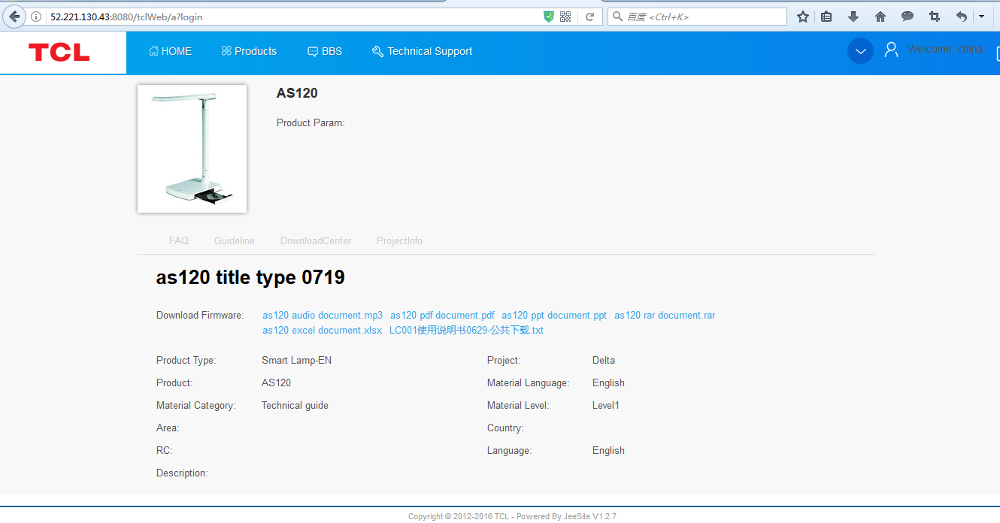 52.221.130.43:8080/tclWeb/a?login
百度 <Ctrl+K>
TCL
HOME Products BBS Technical Support
Welcome, china
AS120
Product Param:
FAQ Guideline DownloadCenter ProjectInfo
as120 title type 0719
Download Firmware: as120 audio document.mp3 as120 pdf document.pdf as120 ppt document.ppt as120 rar document.rar
as120 excel document.xlsx LC001使用说明书0629-公共下载.txt
Product Type: Smart Lamp-EN Project: Delta
Product: AS120 Material Language: English
Material Category: Technical guide Material Level: Level1
Area: Country:
RC: Language: English
Description:
Copyright © 2012-2016 TCL - Powered By JeeSite V1.2.7